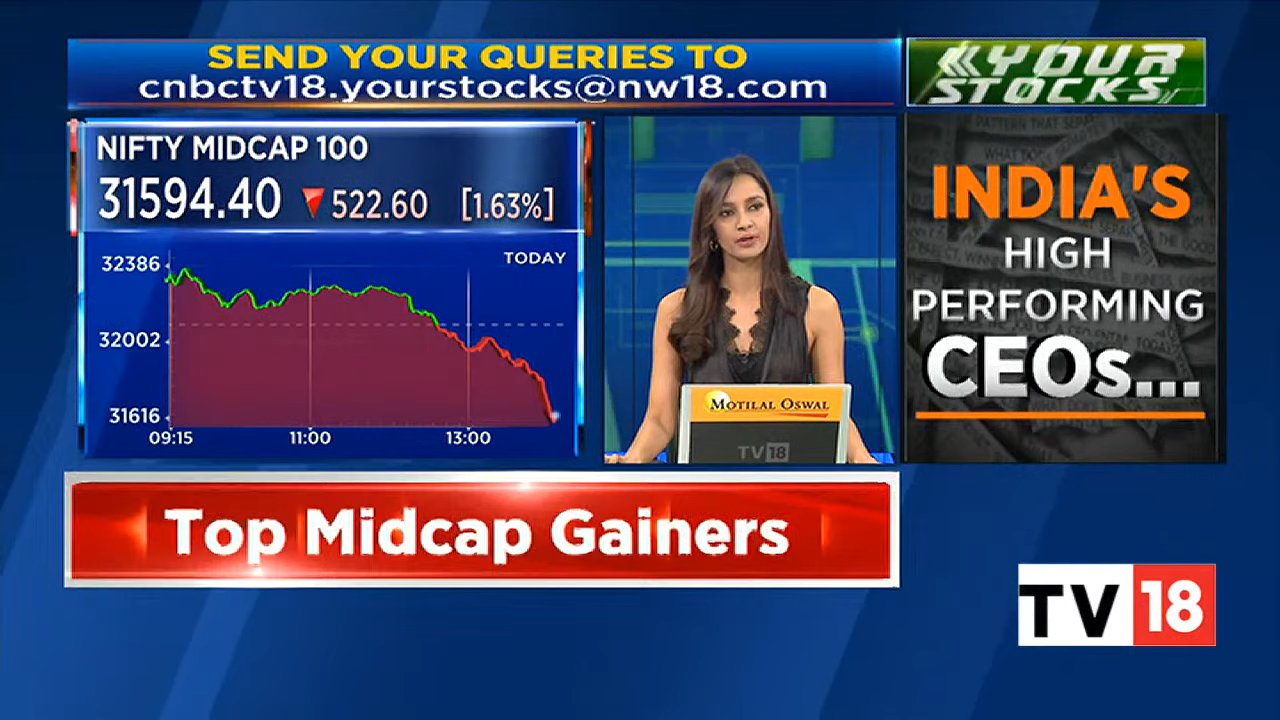 SEND YOUR QUERIES TO
cnbctv18.yourstocks@nw18.com
YOUR
STOCKS
NIFTY MIDCAP 100
31594.40 ▼ 522.60 [1.63%]
TODAY
32386
32002
31616
09:15 11:00 13:00
MOTILAL OSWAL
TV18
INDIA'S
HIGH
PERFORMING
CEOs...
Top Midcap Gainers
TV18